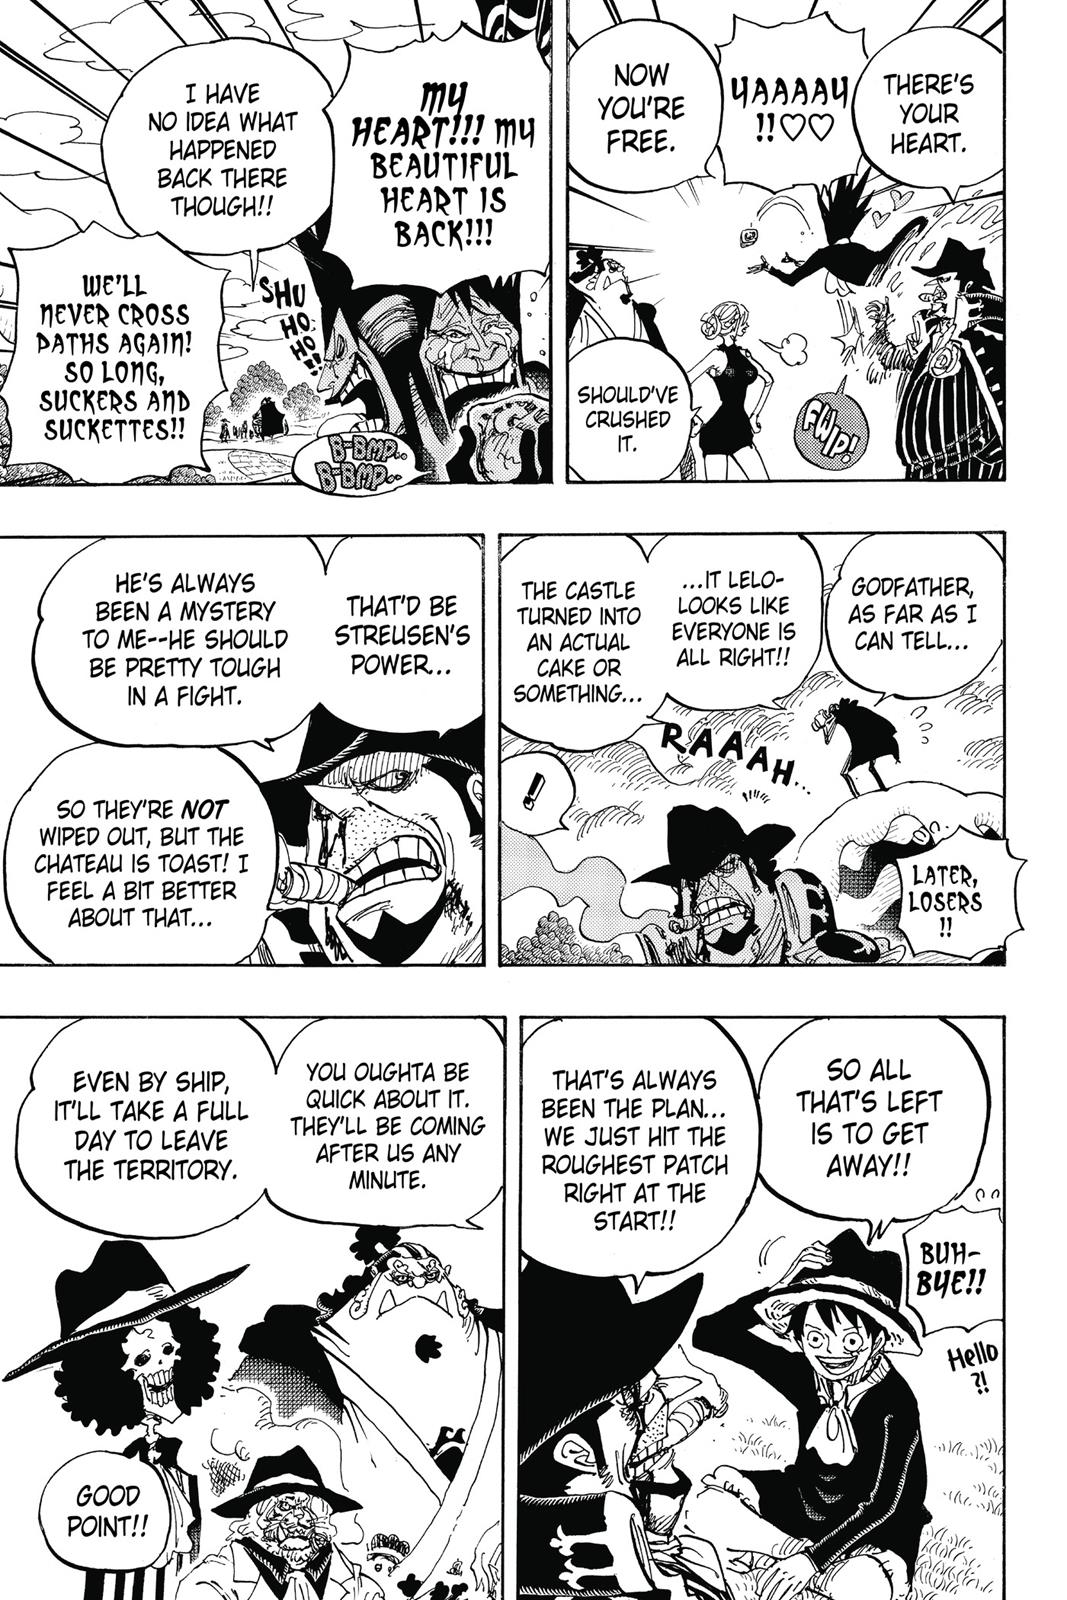 THERE'S
YOUR
HEART.
YAAAAY
!!♡♡
NOW
YOU'RE
FREE.
SHOULD'VE
CRUSHED
IT.
FWIP!
MY
HEART!!! MY
BEAUTIFUL
HEART IS
BACK!!!
I HAVE
NO IDEA WHAT
HAPPENED
BACK THERE
THOUGH!!
SHU
HO
HO
HO!!
WE'LL
NEVER CROSS
PATHS AGAIN!
SO LONG,
SUCKERS AND
SUCKETTES!!
B-BMP..
B-BMP..
GODFATHER,
AS FAR AS I
CAN TELL...
...IT LELO-
LOOKS LIKE
EVERYONE IS
ALL RIGHT!!
THE CASTLE
TURNED INTO
AN ACTUAL
CAKE OR
SOMETHING...
RAAAH...
!
LATER,
LOSERS
!!
THAT'D BE
STREUSEN'S
POWER...
HE'S ALWAYS
BEEN A MYSTERY
TO ME--HE SHOULD
BE PRETTY TOUGH
IN A FIGHT.
SO THEY'RE NOT
WIPED OUT, BUT THE
CHATEAU IS TOAST! I
FEEL A BIT BETTER
ABOUT THAT...
SO ALL
THAT'S LEFT
IS TO GET
AWAY!!
THAT'S ALWAYS
BEEN THE PLAN...
WE JUST HIT THE
ROUGHEST PATCH
RIGHT AT THE
START!!
BUH-
BYE!!
Hello
?!
YOU OUGHTA BE
QUICK ABOUT IT.
THEY'LL BE COMING
AFTER US ANY
MINUTE.
EVEN BY SHIP,
IT'LL TAKE A FULL
DAY TO LEAVE
THE TERRITORY.
GOOD
POINT!!